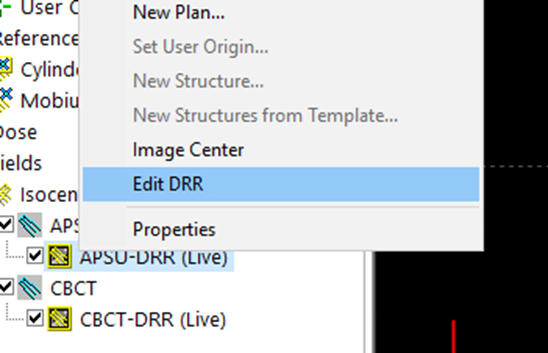 New Plan...
User
Set User Origin...
Reference
New Structure...
Cylind
Mobiu
New Structures from Template...
Dose
Image Center
ields
Edit DRR
Isocen
Properties
APS
APSU-DRR (Live)
CBCT
CBCT-DRR (Live)